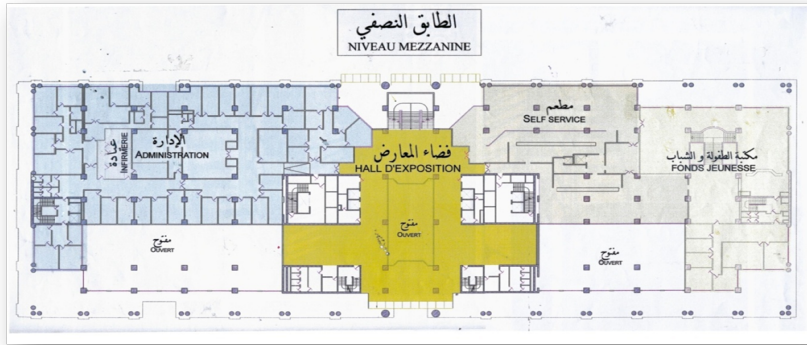 الطابق النصفي
NIVEAU MEZZANINE
مطعم
SELF SERVICE
عيادة
INFIRMERIE
الإدارة
ADMINISTRATION
فضاء المعارض
HALL D'EXPOSITION
مكتبة الطفولة و الشباب
FONDS JEUNESSE
مفتوح
OUVERT
مفتوح
OUVERT
مفتوح
OUVERT